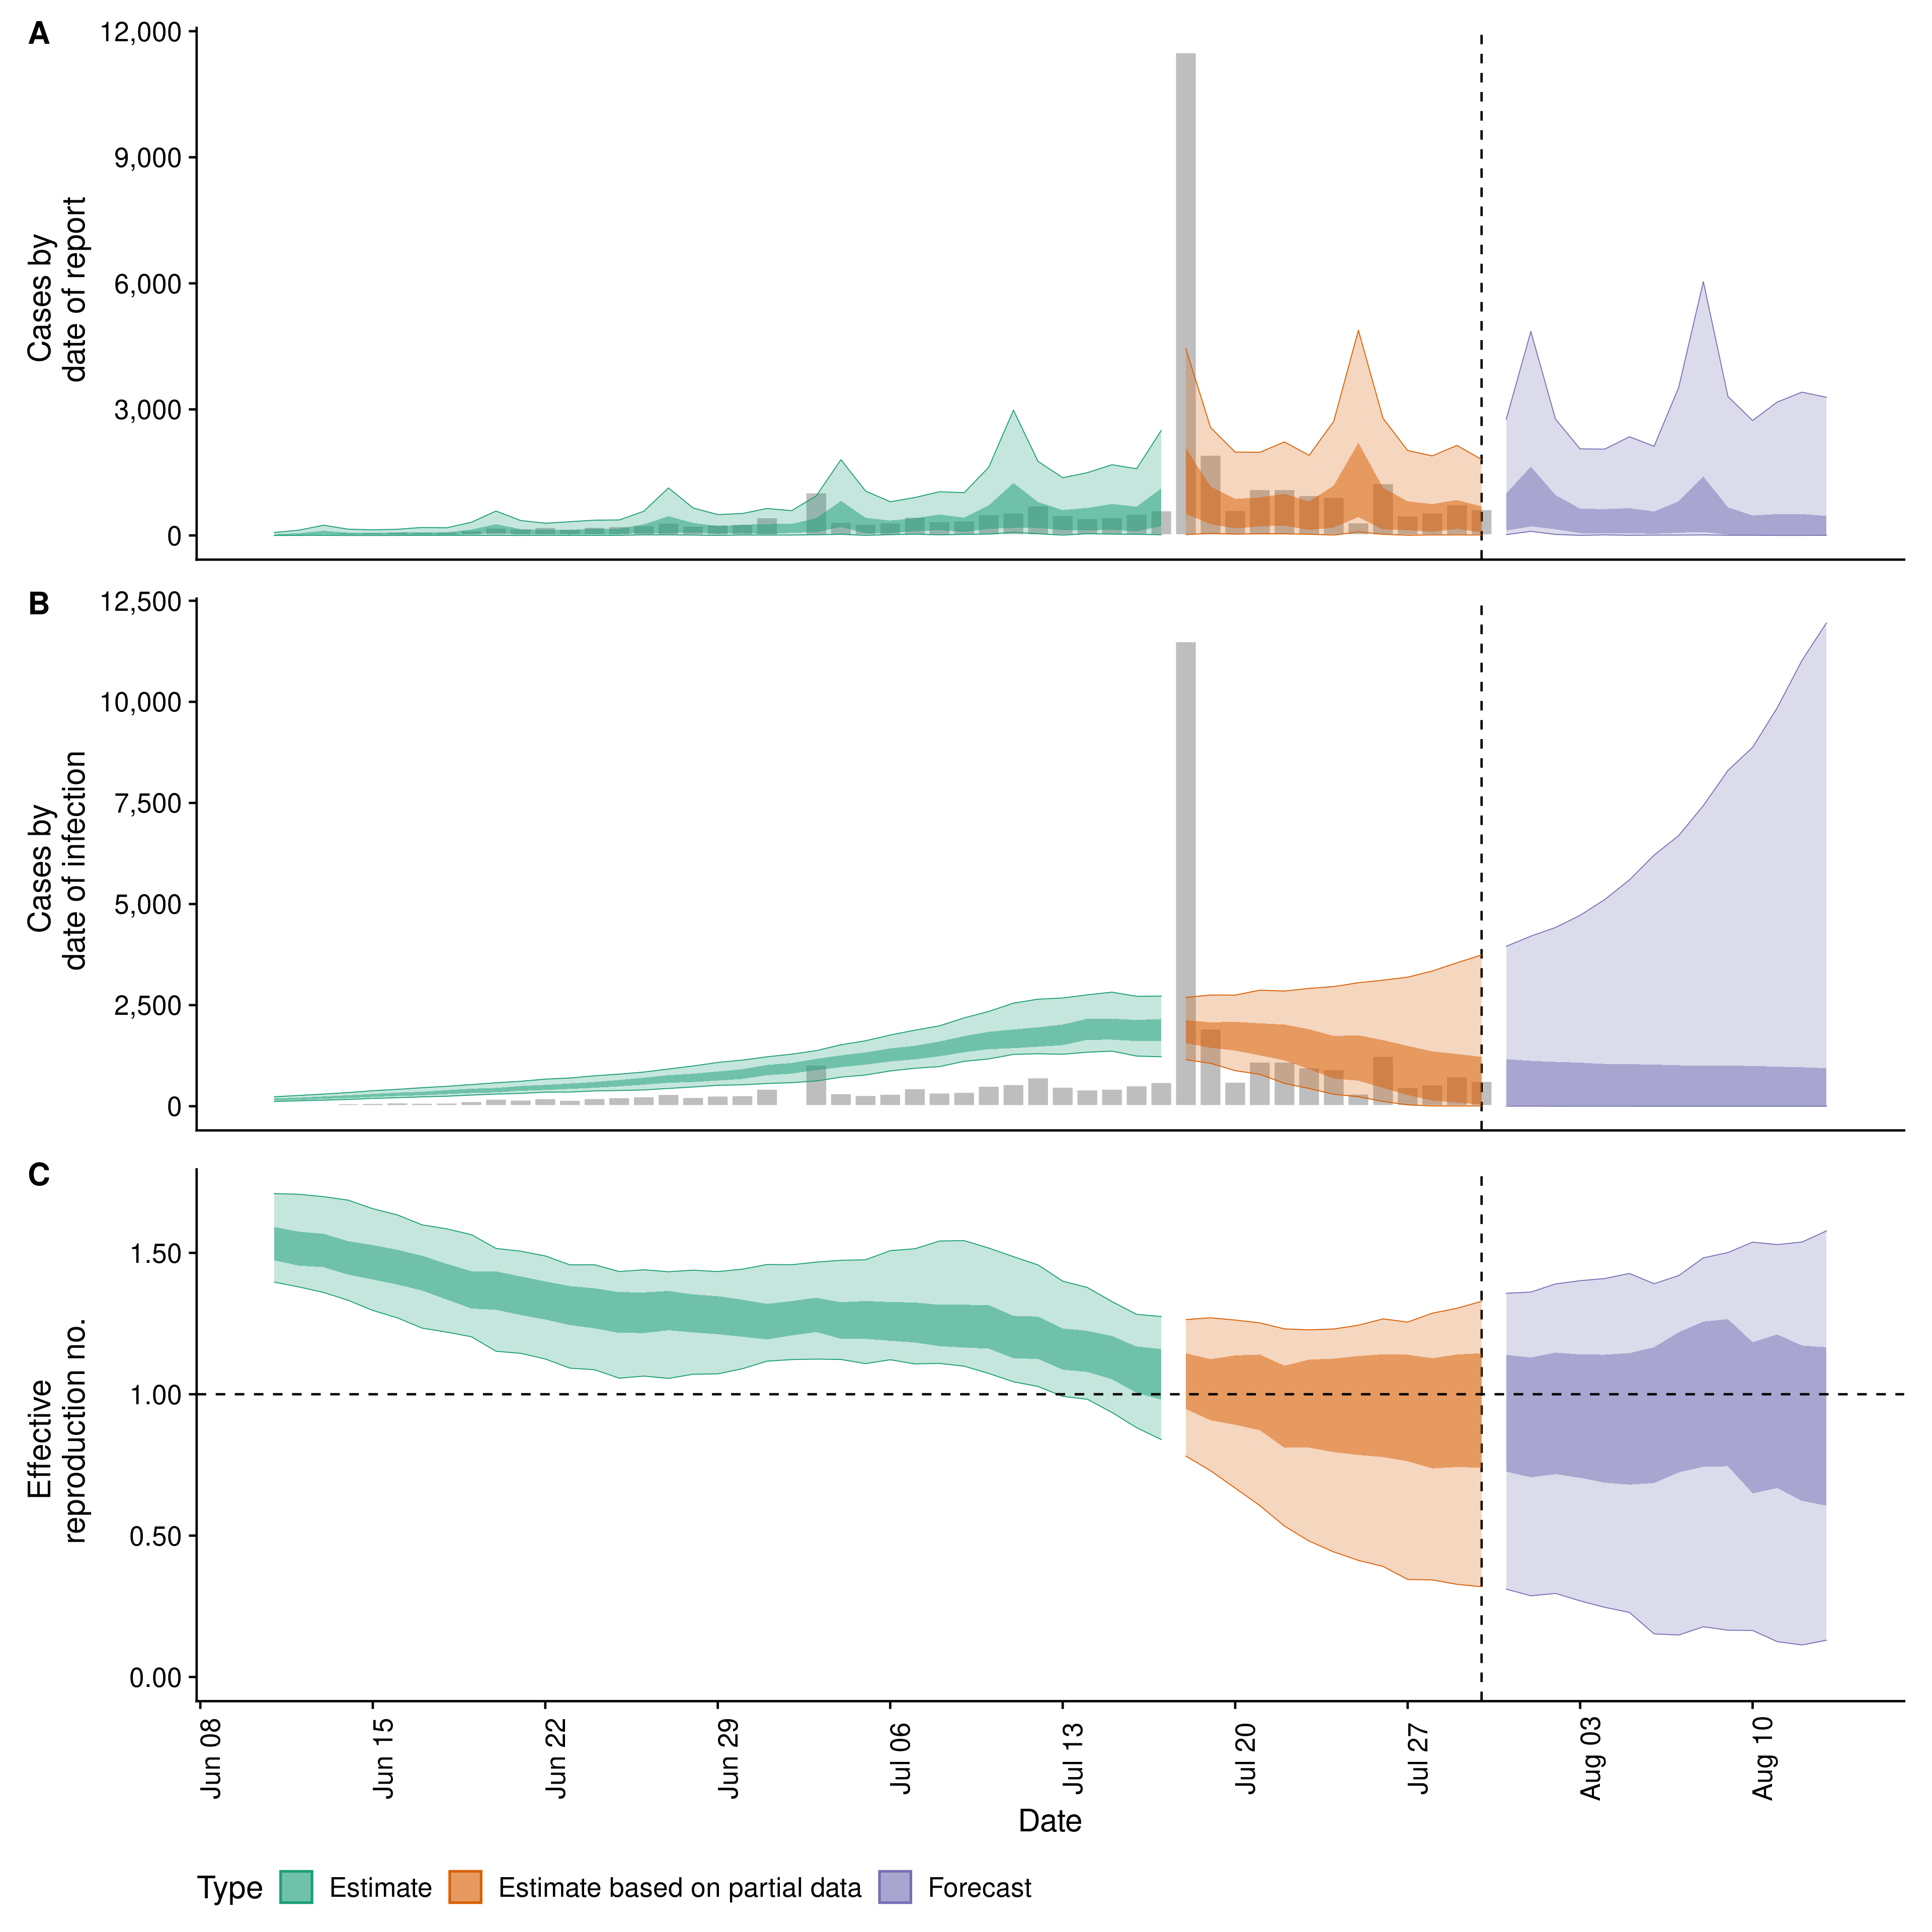 A
Cases by
date of report
12,000
9,000
6,000
3,000
0
B
Cases by
date of infection
12,500
10,000
7,500
5,000
2,500
0
C
Effective
reproduction no.
1.50
1.00
0.50
0.00
Jun 08
Jun 15
Jun 22
Jun 29
Jul 06
Jul 13
Jul 20
Jul 27
Aug 03
Aug 10
Date
Type Estimate Estimate based on partial data Forecast